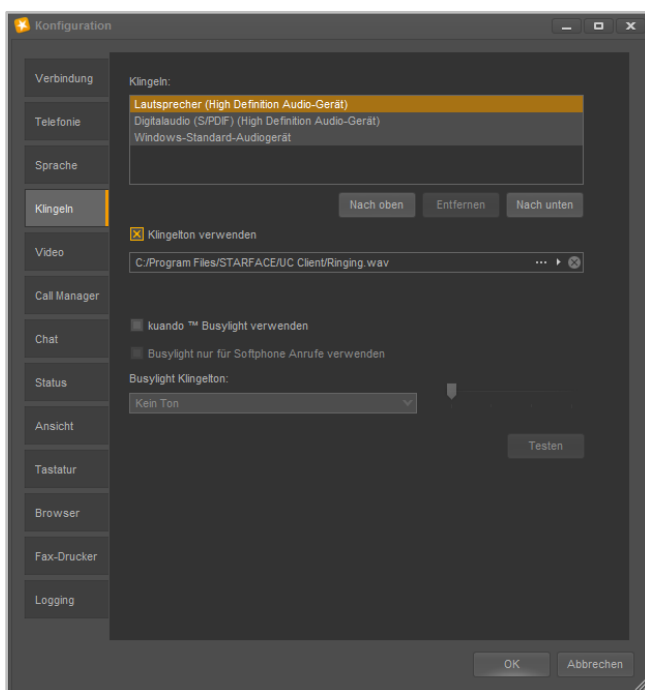 Konfiguration
Verbindung
Telefonie
Sprache
Klingeln
Video
Call Manager
Chat
Status
Ansicht
Tastatur
Browser
Fax-Drucker
Logging
Klingeln:
Lautsprecher (High Definition Audio-Gerät)
Digitalaudio (S/PDIF) (High Definition Audio-Gerät)
Windows-Standard-Audiogerät
Nach oben
Entfernen
Nach unten
Klingelton verwenden
C:/Program Files/STARFACE/UC Client/Ringing.wav
kuando ™ Busylight verwenden
Busylight nur für Softphone Anrufe verwenden
Busylight Klingelton:
Kein Ton
Testen
OK
Abbrechen